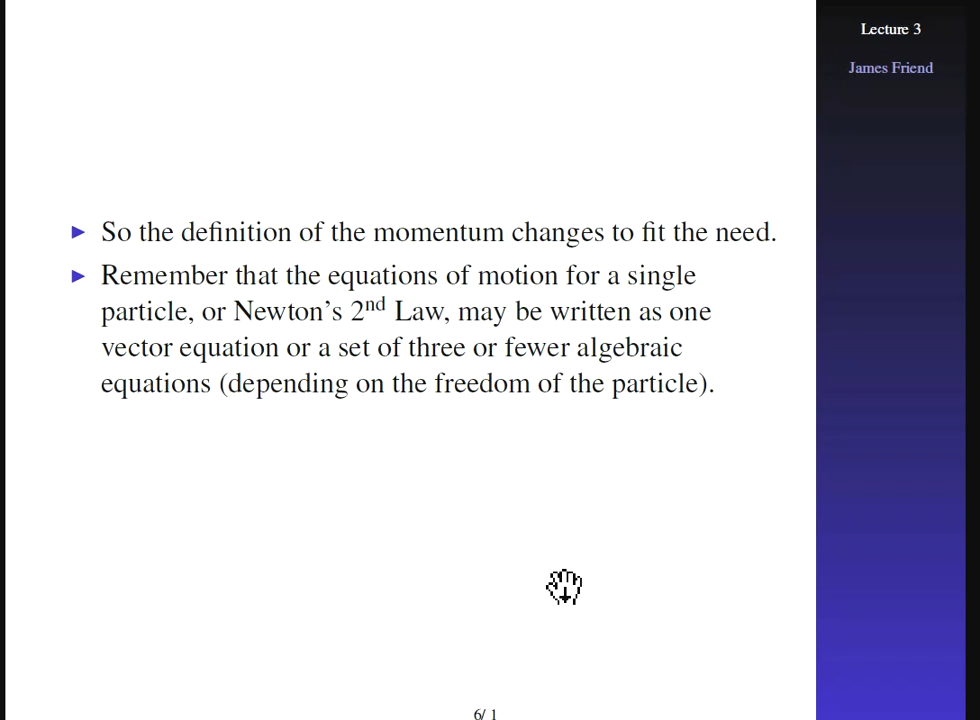 Lecture 3
James Friend
▶ So the definition of the momentum changes to fit the need.
▶ Remember that the equations of motion for a single
particle, or Newton's 2nd Law, may be written as one
vector equation or a set of three or fewer algebraic
equations (depending on the freedom of the particle).
6/ 1